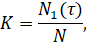 K = N₁(τ)/N,